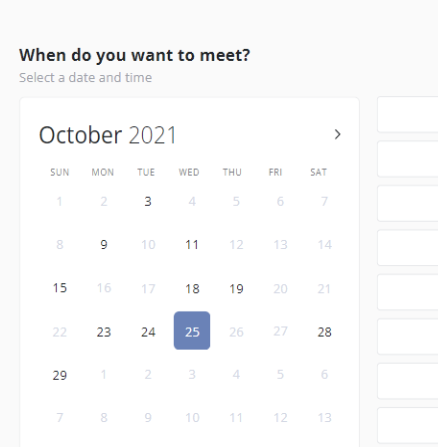 When do you want to meet?
Select a date and time
October 2021
SUN MON TUE WED THU FRI SAT
1 2 3 4 5 6 7
8 9 10 11 12 13 14
15 16 17 18 19 20 21
22 23 24 25 26 27 28
29 1 2 3 4 5 6
7 8 9 10 11 12 13